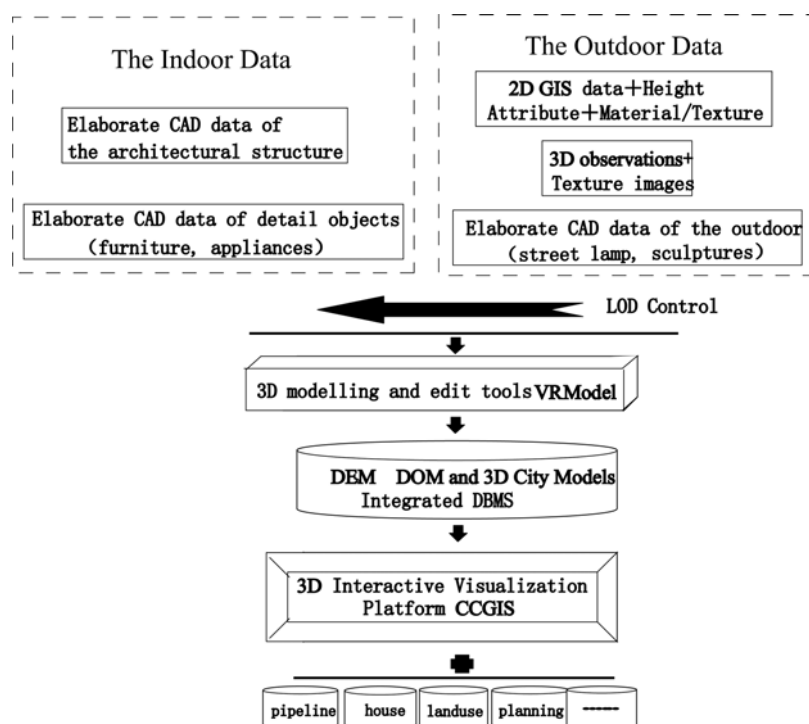 The Indoor Data
Elaborate CAD data of
the architectural structure
Elaborate CAD data of detail objects
(furniture, appliances)
The Outdoor Data
2D GIS data+Height
Attribute+Material/Texture
3D observations+
Texture images
Elaborate CAD data of the outdoor
(street lamp, sculptures)
LOD Control
3D modelling and edit tools VRModel
DEM DOM and 3D City Models
Integrated DBMS
3D Interactive Visualization
Platform CCGIS
pipeline house landuse planning -----